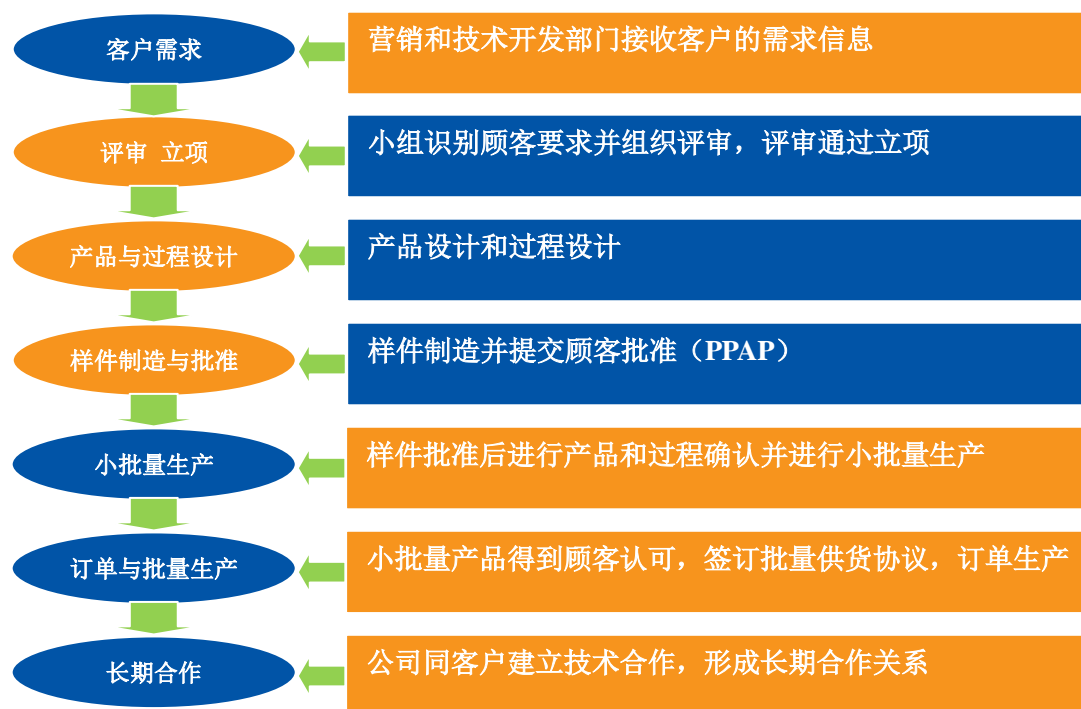 客户需求
营销和技术开发部门接收客户的需求信息
评审 立项
小组识别顾客要求并组织评审，评审通过立项
产品与过程设计
产品设计和过程设计
样件制造与批准
样件制造并提交顾客批准（PPAP）
小批量生产
样件批准后进行产品和过程确认并进行小批量生产
订单与批量生产
小批量产品得到顾客认可，签订批量供货协议，订单生产
长期合作
公司同客户建立技术合作，形成长期合作关系